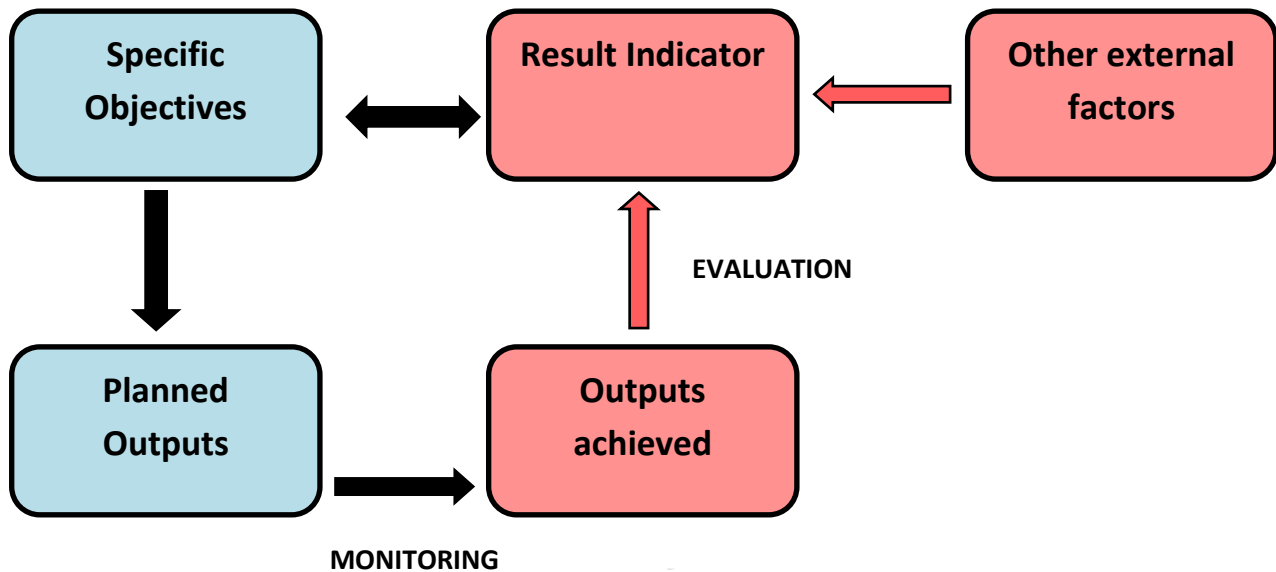 Specific
Objectives
Result Indicator
Other external
factors
EVALUATION
Planned
Outputs
Outputs
achieved
MONITORING